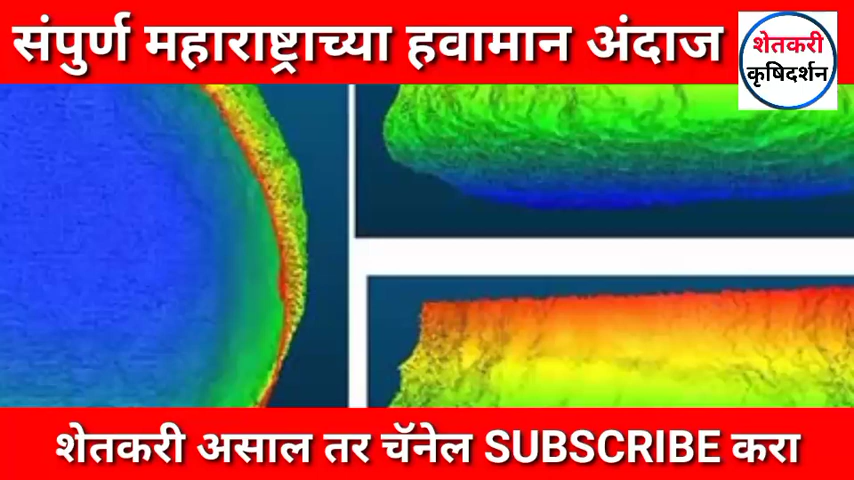 संपुर्ण महाराष्ट्राच्या हवामान अंदाज
शेतकरी
कृषिदर्शन
शेतकरी असाल तर चॅनेल SUBSCRIBE करा